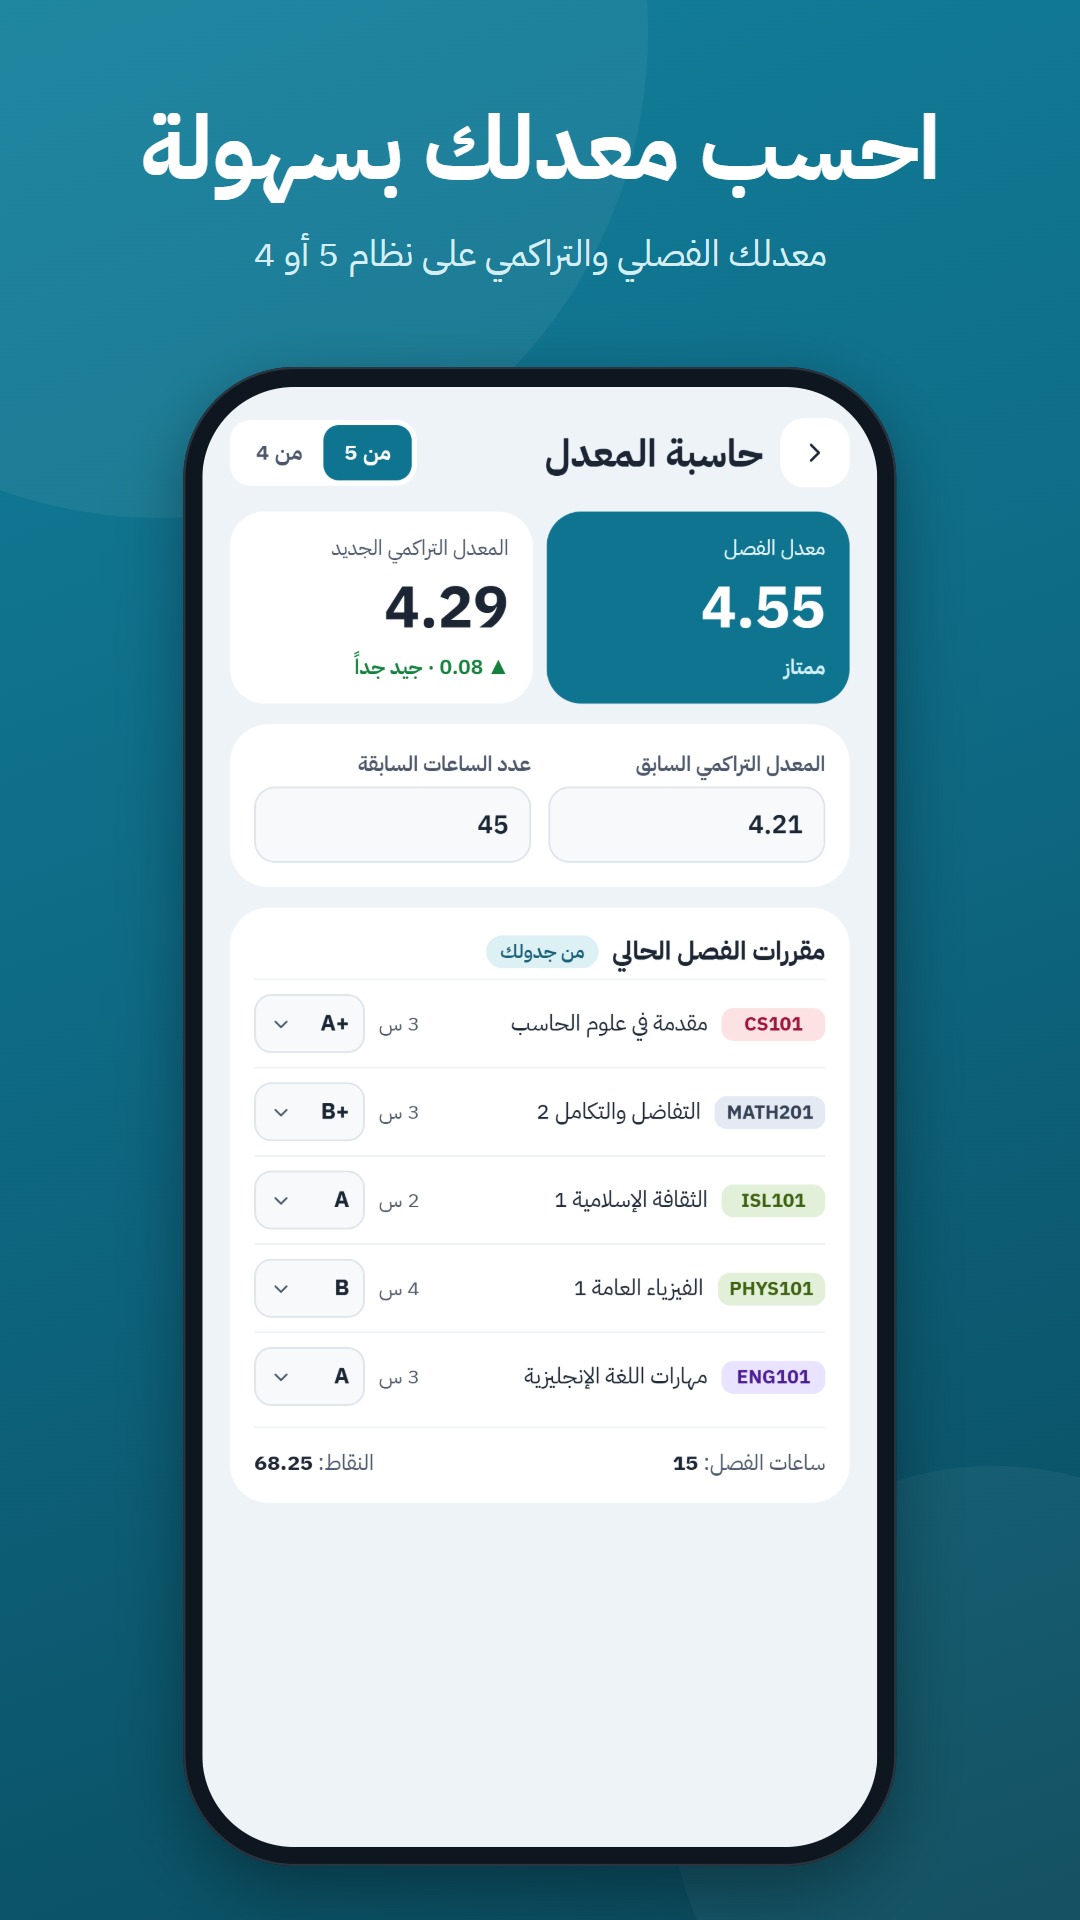 احسب معدلك بسهولة
معدلك الفصلي والتراكمي على نظام 5 أو 4
حاسبة المعدل
من 5
من 4
معدل الفصل
4.55
ممتاز
المعدل التراكمي الجديد
4.29
▲ 0.08 · جيد جداً
المعدل التراكمي السابق
4.21
عدد الساعات السابقة
45
مقررات الفصل الحالي
من جدولك
CS101 مقدمة في علوم الحاسب 3 س A+
MATH201 التفاضل والتكامل 2 3 س B+
ISL101 الثقافة الإسلامية 1 2 س A
PHYS101 الفيزياء العامة 1 4 س B
ENG101 مهارات اللغة الإنجليزية 3 س A
ساعات الفصل: 15
النقاط: 68.25